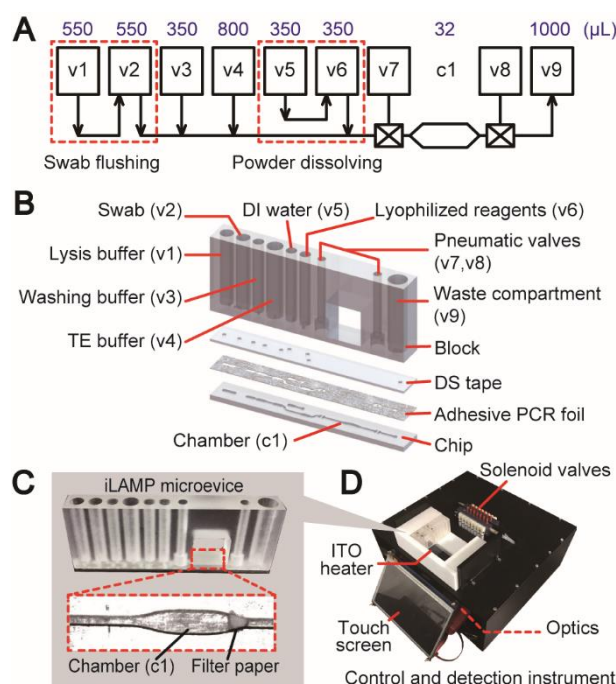 A
550 550 350 800 350 350 32 1000 (µL)
v1 v2 v3 v4 v5 v6 v7 c1 v8 v9
Swab flushing
Powder dissolving
B
Swab (v2)
DI water (v5)
Lyophilized reagents (v6)
Lysis buffer (v1)
Pneumatic valves
(v7,v8)
Washing buffer (v3)
Waste compartment
(v9)
TE buffer (v4)
Block
DS tape
Adhesive PCR foil
Chamber (c1)
Chip
C
iLAMP microevice
Chamber (c1)
Filter paper
D
Solenoid valves
ITO
heater
Touch
screen
Optics
Control and detection instrument